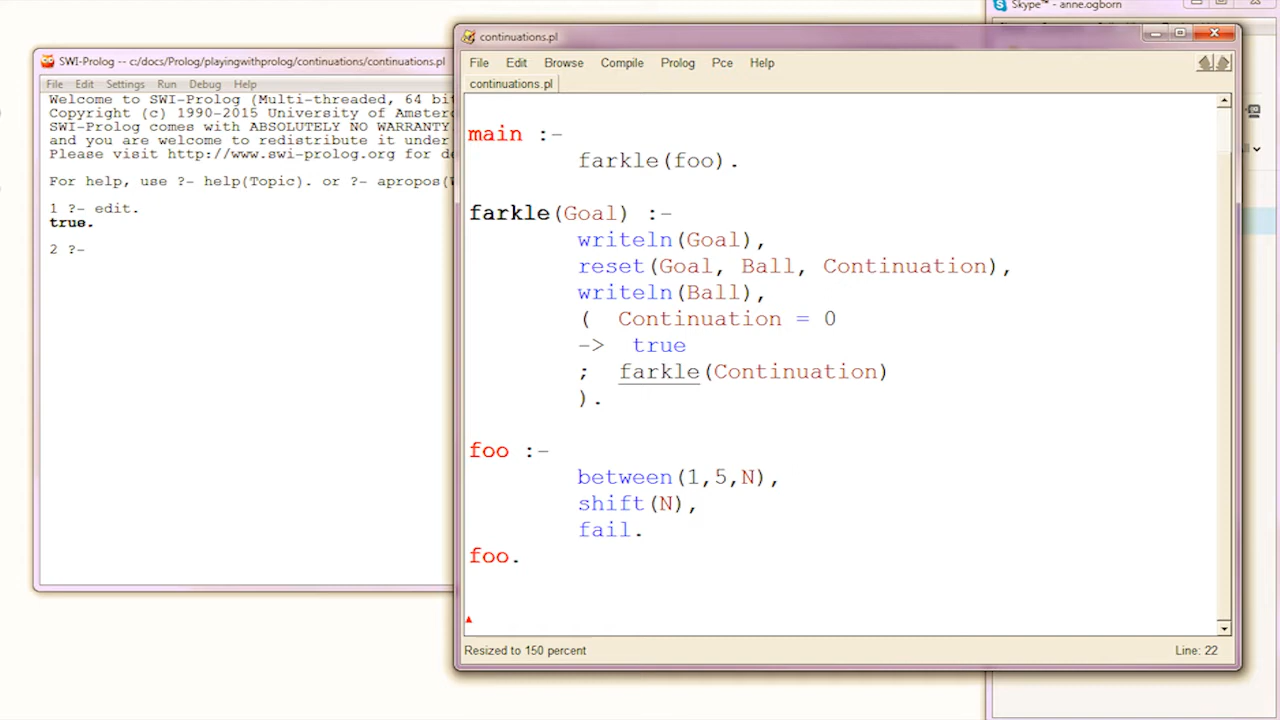 Skype™ - anne.ogborn
continuations.pl
SWI-Prolog -- c:/docs/Prolog/playingwithprolog/continuations/continuations.pl
File Edit Settings Run Debug Help
Welcome to SWI-Prolog (Multi-threaded, 64 bit
Copyright (c) 1990-2015 University of Amster
SWI-Prolog comes with ABSOLUTELY NO WARRANTY
and you are welcome to redistribute it under
Please visit http://www.swi-prolog.org for de
For help, use ?- help(Topic). or ?- apropos(W
1 ?- edit.
true.
2 ?-
File Edit Browse Compile Prolog Pce Help
continuations.pl
main :-
farkle(foo).
farkle(Goal) :-
writeln(Goal),
reset(Goal, Ball, Continuation),
writeln(Ball),
( Continuation = 0
-> true
; farkle(Continuation)
).
foo :-
between(1,5,N),
shift(N),
fail.
foo.
Resized to 150 percent
Line: 22